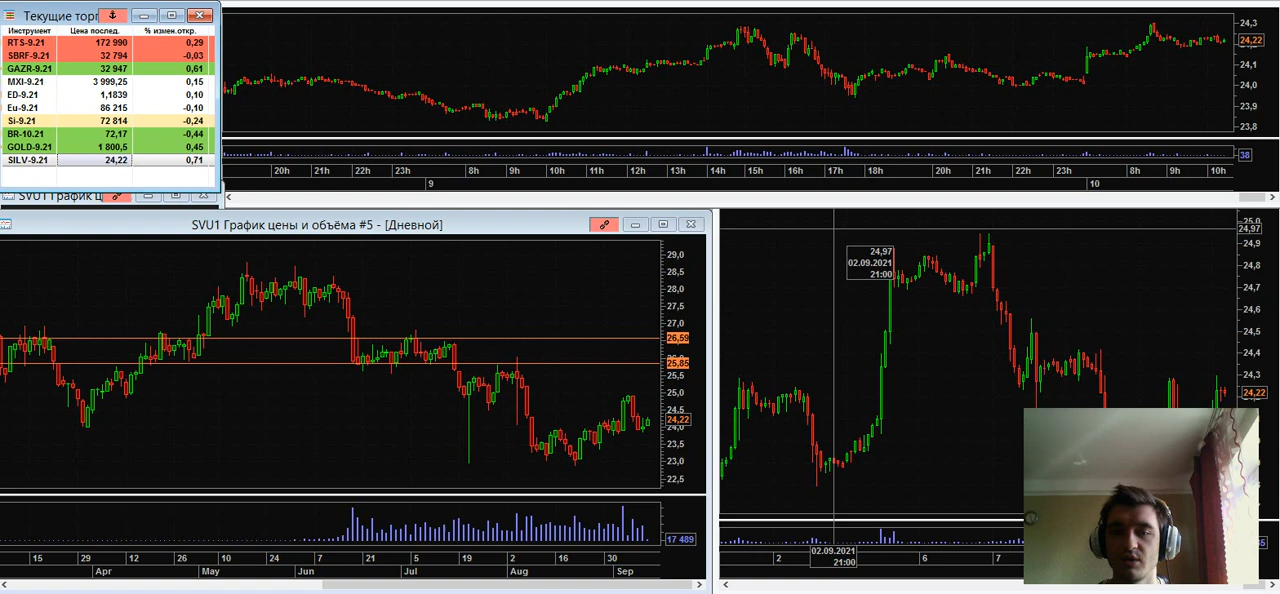 Текущие торг
Инструмент Цена послед. % измен.откр.
RTS-9.21 172 990 0,29
SBRF-9.21 32 794 -0,03
GAZR-9.21 32 947 0,61
MXI-9.21 3 999,25 0,15
ED-9.21 1,1839 0,10
Eu-9.21 86 215 -0,10
Si-9.21 72 814 -0,24
BR-10.21 72,17 -0,44
GOLD-9.21 1 800,5 0,45
SILV-9.21 24,22 0,71
24,3
24,22
24,1
24,0
23,9
23,8
38
20h 21h 22h 23h 8h 9h 10h 11h 12h 13h 14h 15h 16h 17h 18h 20h 21h 22h 23h 8h 9h 10h
9 10
SVU1 График ц
SVU1 График цены и объёма #5 - [Дневной]
29,0
28,5
28,0
27,5
27,0
26,59
25,85
25,5
25,0
24,5
24,22
24,0
23,5
23,0
22,5
17 489
15 29 12 26 10 24 7 21 5 19 2 16 30
Apr May Jun Jul Aug Sep
25,0
24,97
24,9
24,8
24,7
24,6
24,5
24,4
24,3
24,22
24,97
02.09.2021
21:00
2 6 7
02.09.2021
21:00